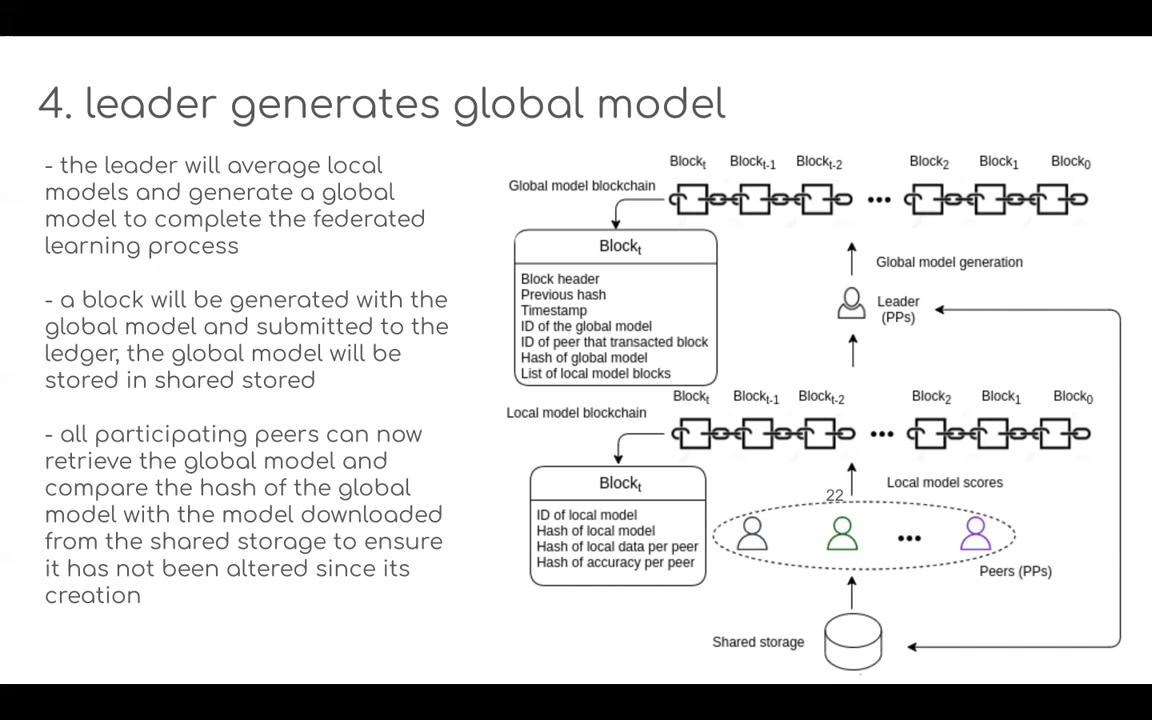 4. leader generates global model
- the leader will average local
models and generate a global
model to complete the federated
learning process
- a block will be generated with the
global model and submitted to the
ledger, the global model will be
stored in shared stored
- all participating peers can now
retrieve the global model and
compare the hash of the global
model with the model downloaded
from the shared storage to ensure
it has not been altered since its
creation
Blockt Blockt-1 Blockt-2 ... Block2 Block1 Block0
Global model blockchain
Blockt
Block header
Previous hash
Timestamp
ID of the global model
ID of peer that transacted block
Hash of global model
List of local model blocks
Global model generation
Leader
(PPs)
Blockt Blockt-1 Blockt-2 ... Block2 Block1 Block0
Local model blockchain
Blockt
ID of local model
Hash of local model
Hash of local data per peer
Hash of accuracy per peer
Local model scores
22
...
Peers (PPs)
Shared storage